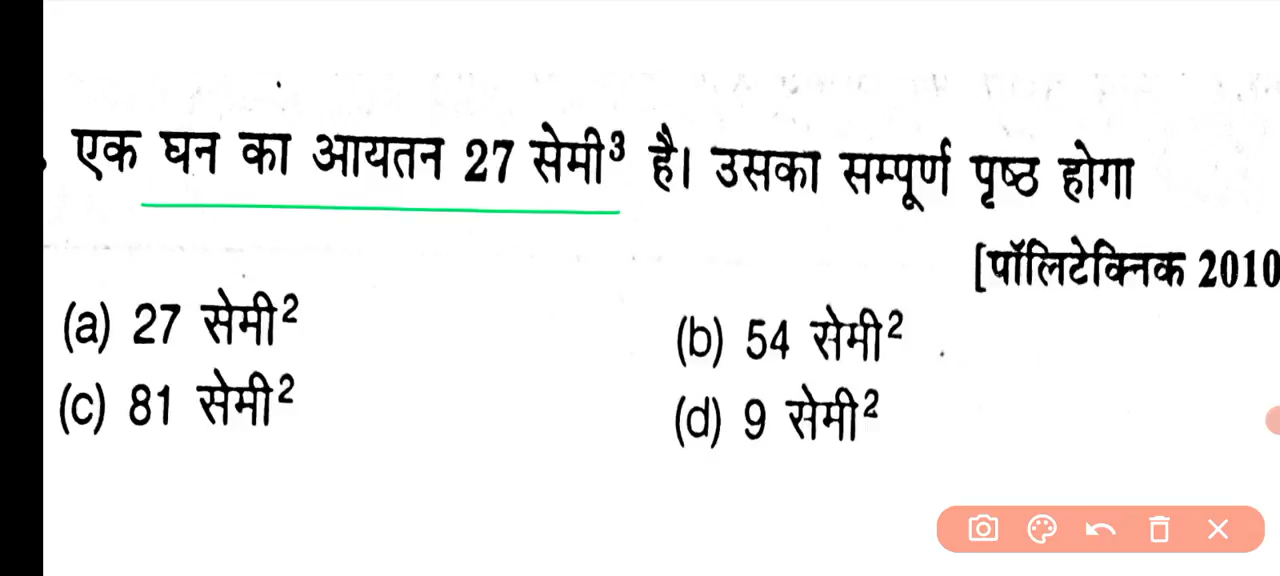 एक घन का आयतन 27 सेमी³ है। उसका सम्पूर्ण पृष्ठ होगा
[पॉलिटेक्निक 2010
(a) 27 सेमी² (b) 54 सेमी²
(c) 81 सेमी² (d) 9 सेमी²